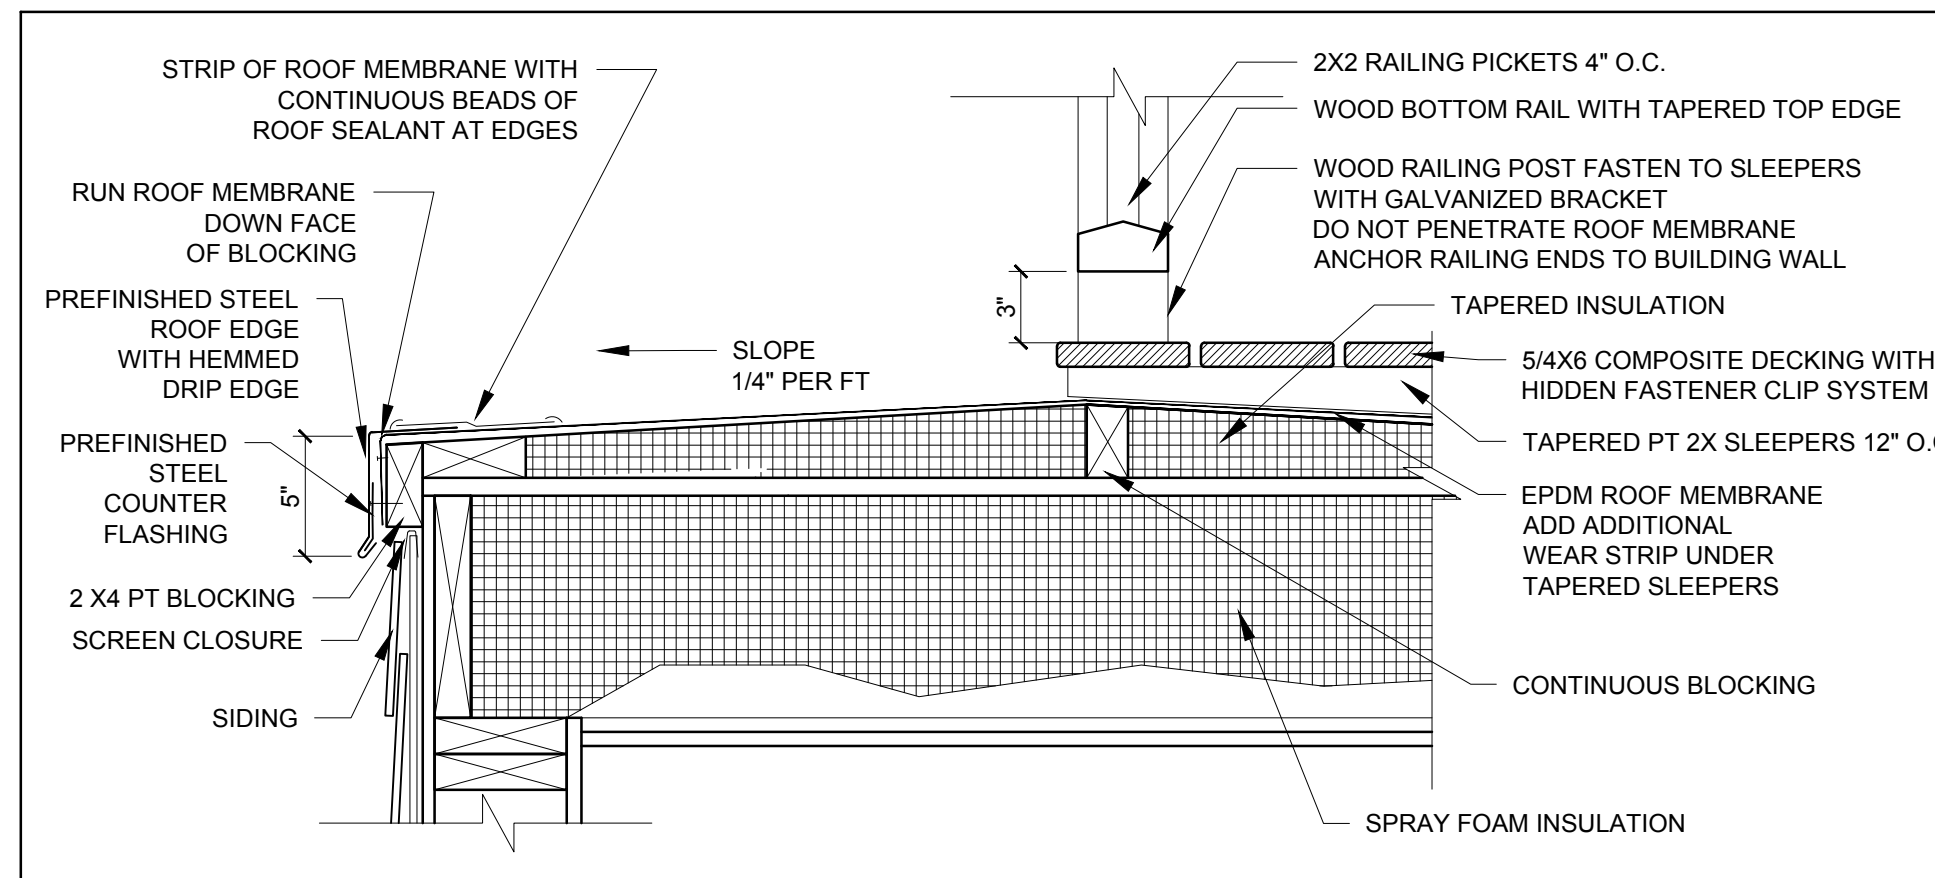 STRIP OF ROOF MEMBRANE WITH
CONTINUOUS BEADS OF
ROOF SEALANT AT EDGES
RUN ROOF MEMBRANE
DOWN FACE
OF BLOCKING
PREFINISHED STEEL
ROOF EDGE
WITH HEMMED
DRIP EDGE
PREFINISHED
STEEL
COUNTER
FLASHING
5"
2 X4 PT BLOCKING
SCREEN CLOSURE
SIDING
SLOPE
1/4" PER FT
3"
2X2 RAILING PICKETS 4" O.C.
WOOD BOTTOM RAIL WITH TAPERED TOP EDGE
WOOD RAILING POST FASTEN TO SLEEPERS
WITH GALVANIZED BRACKET
DO NOT PENETRATE ROOF MEMBRANE
ANCHOR RAILING ENDS TO BUILDING WALL
TAPERED INSULATION
5/4X6 COMPOSITE DECKING WITH
HIDDEN FASTENER CLIP SYSTEM
TAPERED PT 2X SLEEPERS 12"
EPDM ROOF MEMBRANE
ADD ADDITIONAL
WEAR STRIP UNDER
TAPERED SLEEPERS
CONTINUOUS BLOCKING
SPRAY FOAM INSULATION